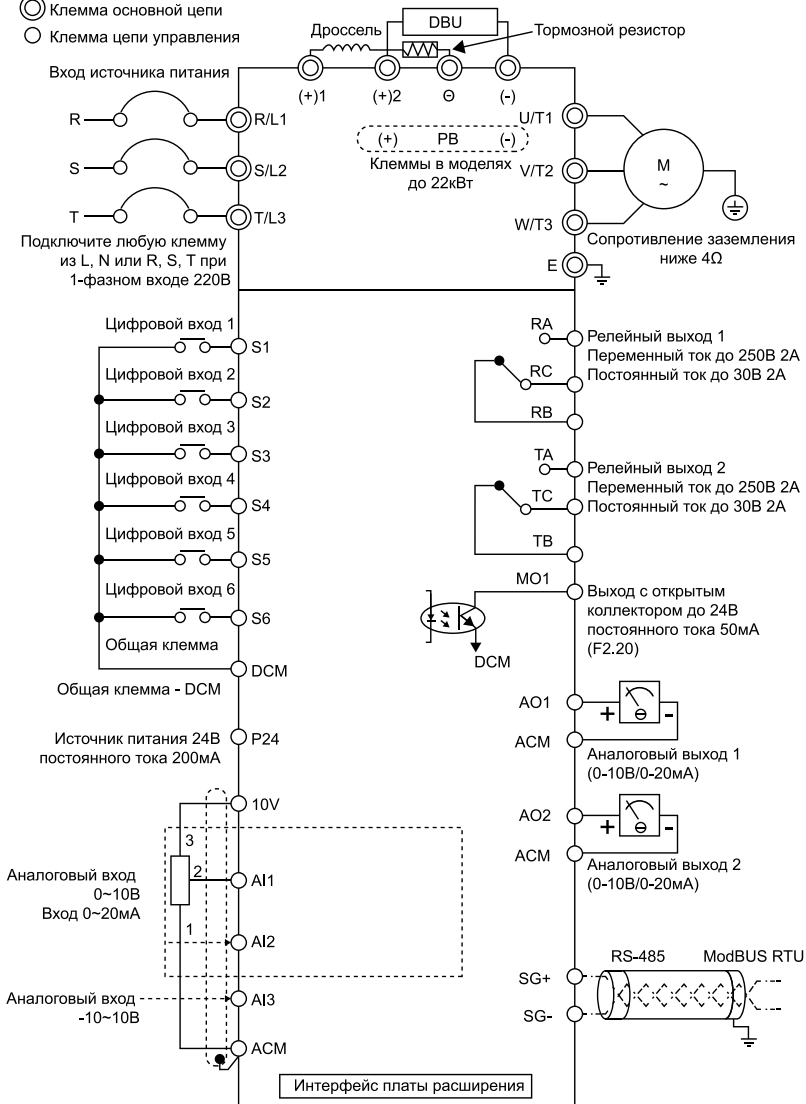 Клемма основной цепи
Клемма цепи управления
Дроссель
DBU
Тормозной резистор
Вход источника питания
(+)1
(+)2
Θ
(-)
R
R/L1
S
S/L2
T
T/L3
(+) PB (-)
Клеммы в моделях
до 22кВт
U/T1
V/T2
W/T3
M
~
E
Сопротивление заземления
ниже 4Ω
Подключите любую клемму
из L, N или R, S, T при
1-фазном входе 220В
Цифровой вход 1
S1
Цифровой вход 2
S2
Цифровой вход 3
S3
Цифровой вход 4
S4
Цифровой вход 5
S5
Цифровой вход 6
S6
Общая клемма
DCM
Общая клемма - DCM
Источник питания 24В
постоянного тока 200мА
P24
10V
3
2
1
Аналоговый вход
0~10В
Вход 0~20мА
AI1
AI2
Аналоговый вход
-10~10В
AI3
ACM
RA
RC
RB
Релейный выход 1
Переменный ток до 250В 2А
Постоянный ток до 30В 2А
TA
TC
TB
Релейный выход 2
Переменный ток до 250В 2А
Постоянный ток до 30В 2А
MO1
DCM
Выход с открытым
коллектором до 24В
постоянного тока 50мА
(F2.20)
AO1
+ -
ACM
Аналоговый выход 1
(0-10В/0-20мА)
AO2
+ -
ACM
Аналоговый выход 2
(0-10В/0-20мА)
RS-485 ModBUS RTU
SG+
SG-
Интерфейс платы расширения